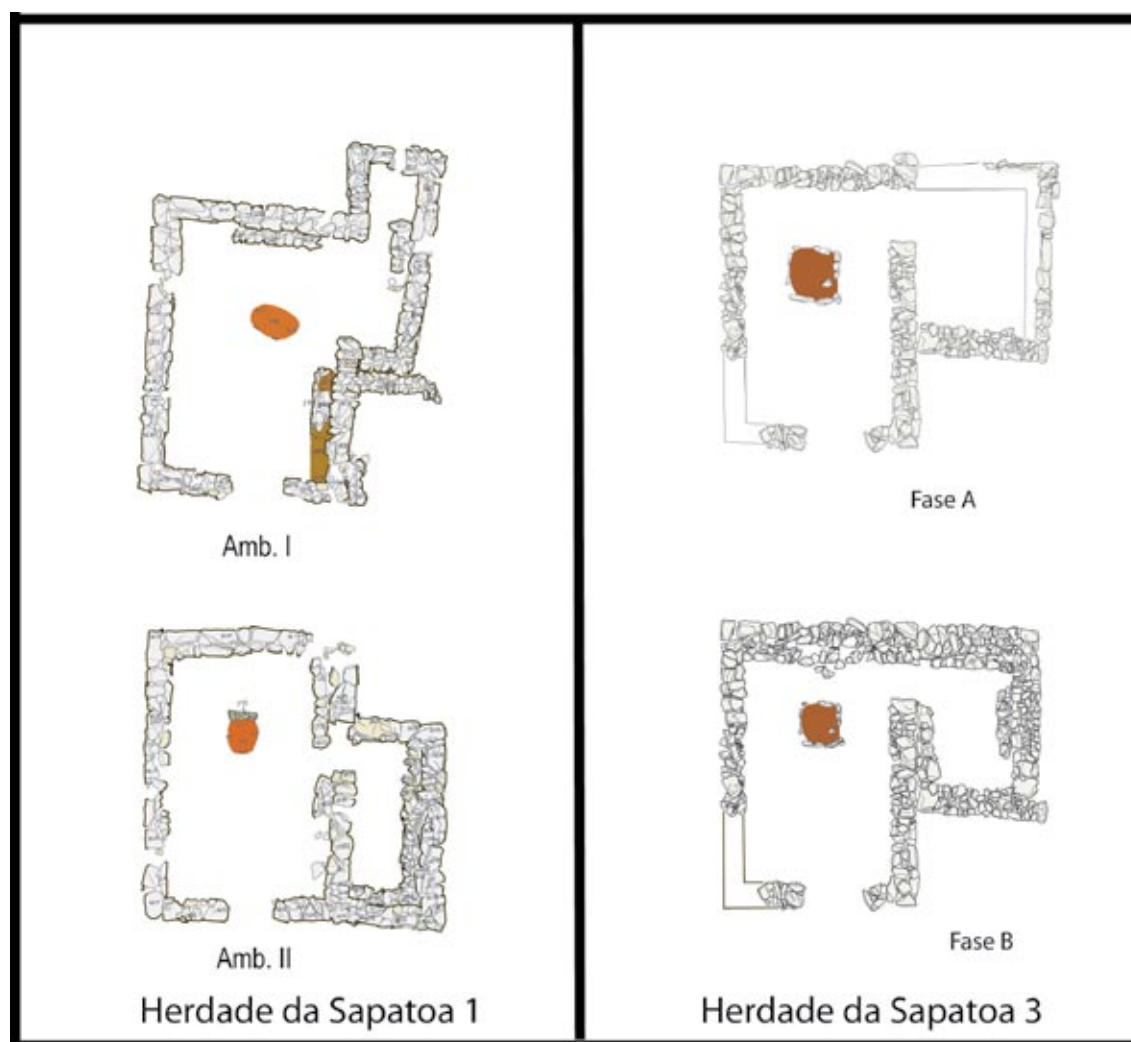 Amb. I
Amb. II
Herdade da Sapatoa 1
Fase A
Fase B
Herdade da Sapatoa 3